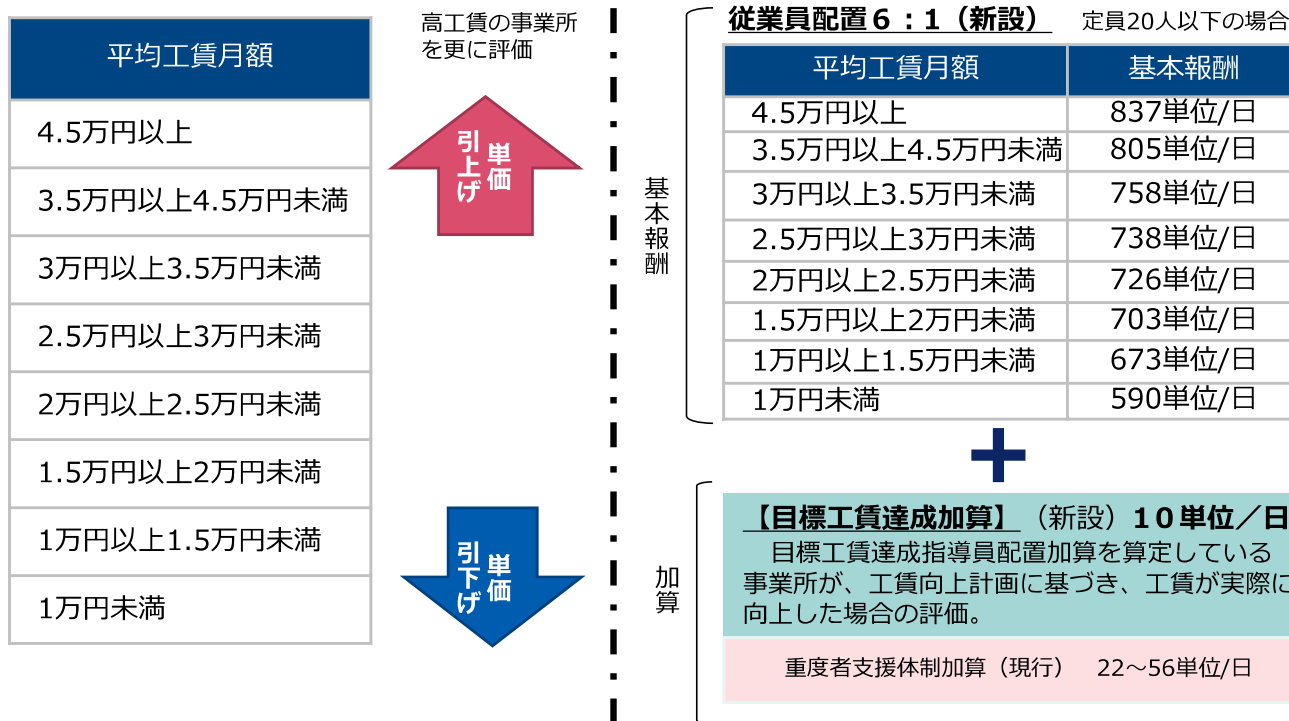 平均工賃月額
4.5万円以上
3.5万円以上4.5万円未満
3万円以上3.5万円未満
2.5万円以上3万円未満
2万円以上2.5万円未満
1.5万円以上2万円未満
1万円以上1.5万円未満
1万円未満
高工賃の事業所
を更に評価
単価
引上げ
単価
引下げ
従業員配置6：1（新設） 定員20人以下の場合
基本報酬
平均工賃月額 基本報酬
4.5万円以上 837単位/日
3.5万円以上4.5万円未満 805単位/日
3万円以上3.5万円未満 758単位/日
2.5万円以上3万円未満 738単位/日
2万円以上2.5万円未満 726単位/日
1.5万円以上2万円未満 703単位/日
1万円以上1.5万円未満 673単位/日
1万円未満 590単位/日
加算
【目標工賃達成加算】（新設）１０単位／日
目標工賃達成指導員配置加算を算定している
事業所が、工賃向上計画に基づき、工賃が実際に
向上した場合の評価。
重度者支援体制加算（現行） 22～56単位/日